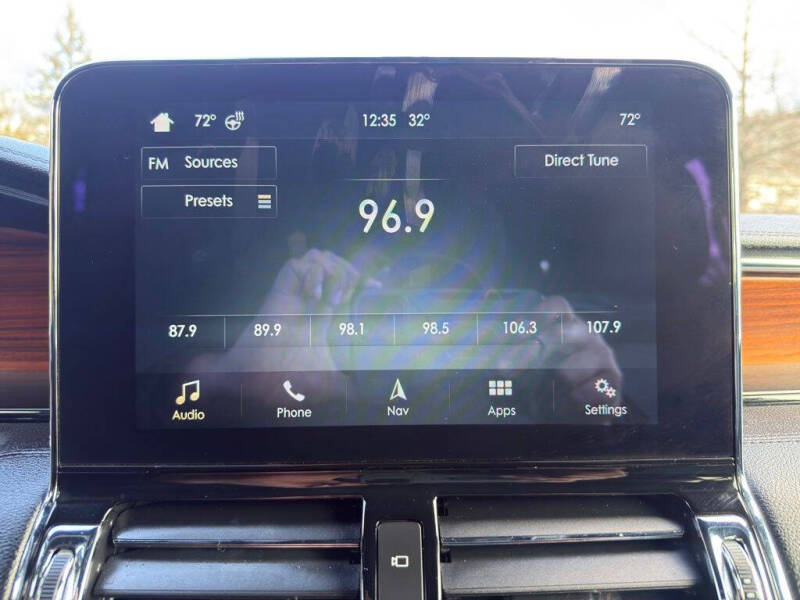 72° 12:35 32° 72°
FM Sources Direct Tune
Presets
96.9
87.9 89.9 98.1 98.5 106.3 107.9
Audio Phone Nav Apps Settings